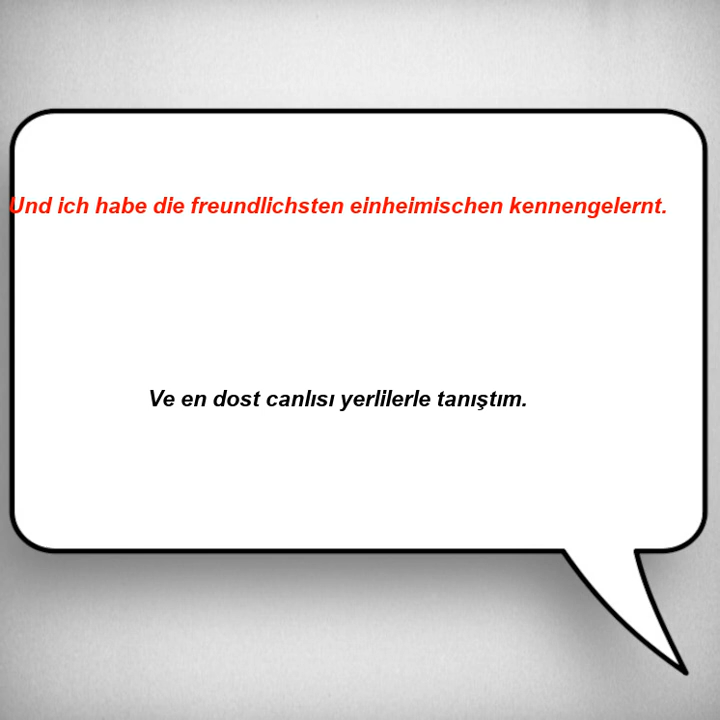 Und ich habe die freundlichsten einheimischen kennengelernt.
Ve en dost canlısı yerlilerle tanıştım.